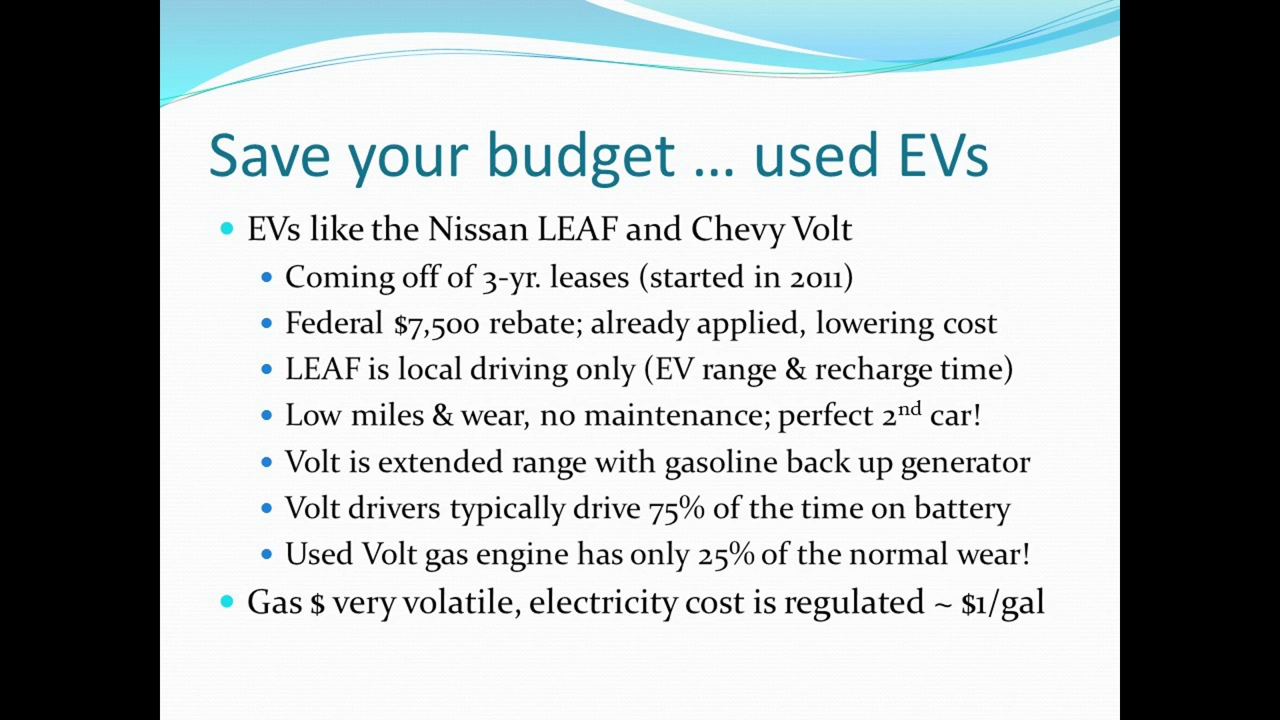 Save your budget ... used EVs
• EVs like the Nissan LEAF and Chevy Volt
• Coming off of 3-yr. leases (started in 2011)
• Federal $7,500 rebate; already applied, lowering cost
• LEAF is local driving only (EV range & recharge time)
• Low miles & wear, no maintenance; perfect 2nd car!
• Volt is extended range with gasoline back up generator
• Volt drivers typically drive 75% of the time on battery
• Used Volt gas engine has only 25% of the normal wear!
• Gas $ very volatile, electricity cost is regulated ~ $1/gal